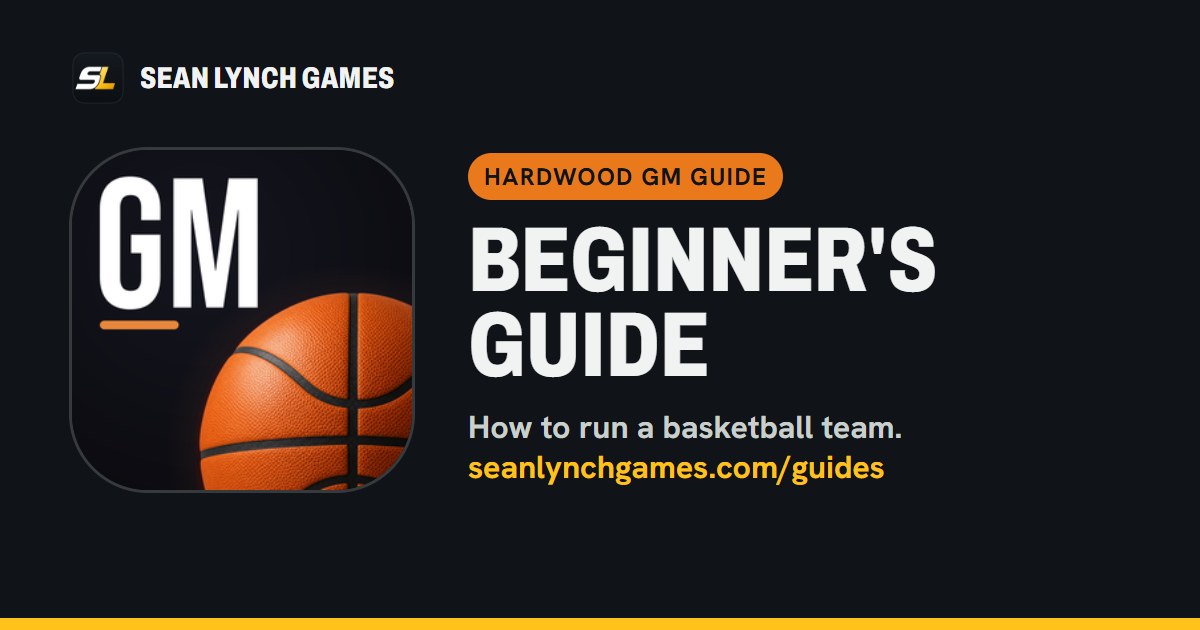 SL
SEAN LYNCH GAMES
GM
HARDWOOD GM GUIDE
BEGINNER'S
GUIDE
How to run a basketball team.
seanlynchgames.com/guides